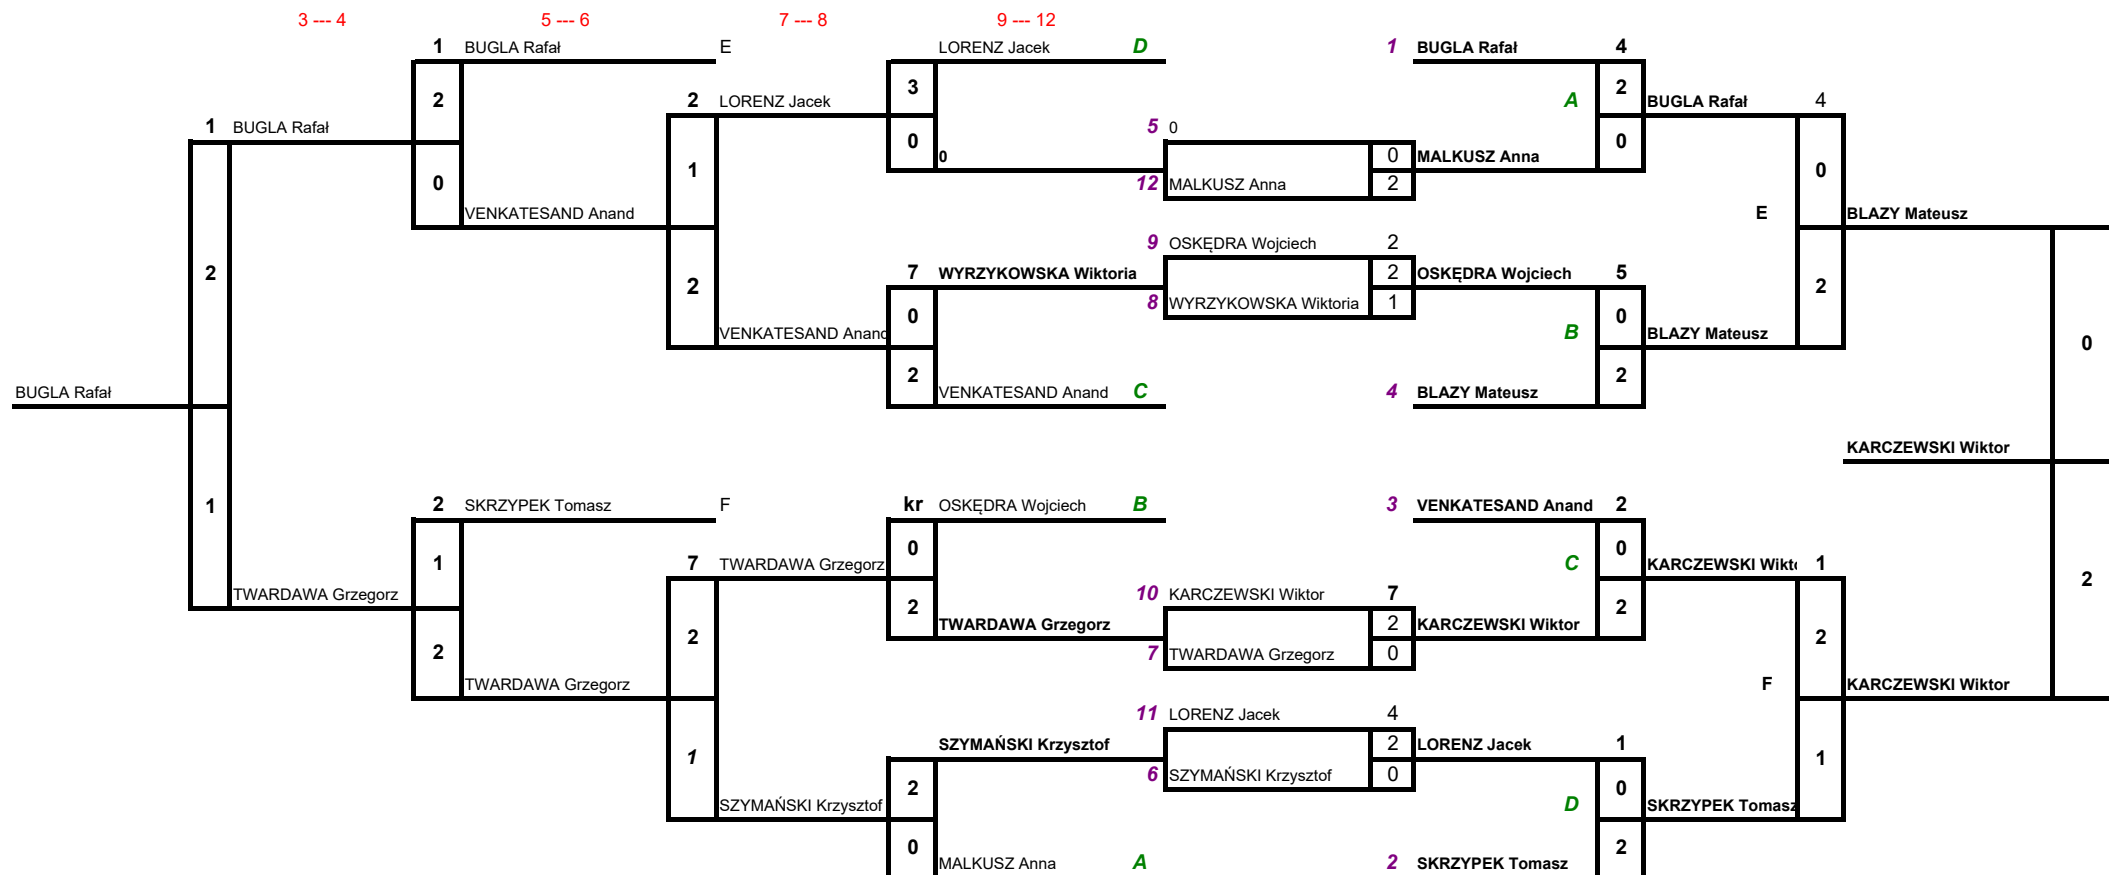 3 --- 4 5 --- 6 7 --- 8 9 --- 12
1 BUGLA Rafał E LORENZ Jacek D 1 BUGLA Rafał 4
2 3 2
2 LORENZ Jacek A BUGLA Rafał 4
1 BUGLA Rafał 5 0
0 0
0 MALKUSZ Anna 0 MALKUSZ Anna
1 0
0 12 MALKUSZ Anna 2
VENKATESAND Anand E BLAZY Mateusz
9 OSKĘDRA Wojciech 2
2 7 WYRZYKOWSKA Wiktoria 2 OSKĘDRA Wojciech 5
2 2
8 WYRZYKOWSKA Wiktoria 1
0 0
VENKATESAND Anand B BLAZY Mateusz
0
2 2
BUGLA Rafał VENKATESAND Anand C 4 BLAZY Mateusz
KARCZEWSKI Wiktor
1 2 SKRZYPEK Tomasz F kr OSKĘDRA Wojciech B 3 VENKATESAND Anand 2
0 0
1 7 TWARDAWA Grzegorz C KARCZEWSKI Wikt 1
2
TWARDAWA Grzegorz 10 KARCZEWSKI Wiktor 7
2 2 2
TWARDAWA Grzegorz KARCZEWSKI Wiktor
2 2
2 7 TWARDAWA Grzegorz 0
TWARDAWA Grzegorz F KARCZEWSKI Wiktor
11 LORENZ Jacek 4
SZYMAŃSKI Krzysztof 2 LORENZ Jacek 1
1 1
6 SZYMAŃSKI Krzysztof 0
2 0
SZYMAŃSKI Krzysztof D SKRZYPEK Tomasz
0 2
MALKUSZ Anna A 2 SKRZYPEK Tomasz